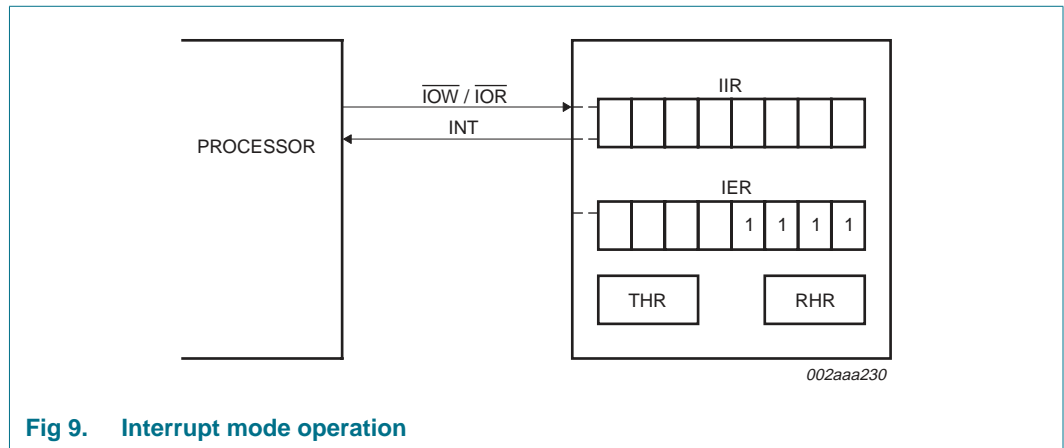 IOW / IOR
INT
PROCESSOR
IIR
IER
1 1 1 1
THR RHR
002aaa230
Fig 9. Interrupt mode operation